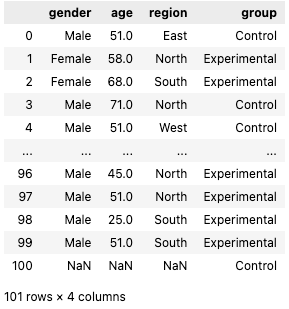 gender age region group
0 Male 51.0 East Control
1 Female 58.0 North Experimental
2 Female 68.0 South Experimental
3 Male 71.0 North Control
4 Male 51.0 West Control
... ... ... ... ...
96 Male 45.0 North Experimental
97 Male 51.0 North Experimental
98 Male 25.0 South Experimental
99 Male 51.0 South Experimental
100 NaN NaN NaN Control
101 rows × 4 columns